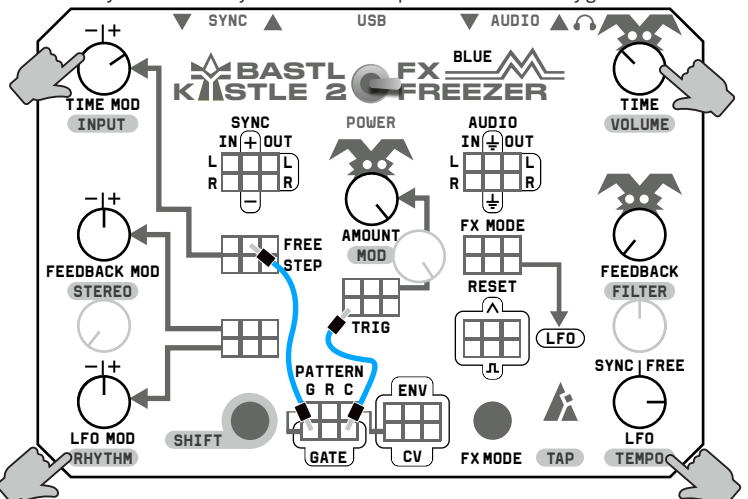 SYNC USB AUDIO
BASTL FX BLUE
KASTLE 2 FREEZER
TIME MOD
INPUT
SYNC
IN + OUT
L L
R R
−
POWER
AUDIO
IN OUT
L L
R R
TIME
VOLUME
−|+
FEEDBACK MOD
STEREO
FREE
STEP
AMOUNT
MOD
TRIG
FX MODE
RESET
LFO
FEEDBACK
FILTER
−|+
LFO MOD
RHYTHM
SHIFT
PATTERN
G R C
GATE
ENV
CV
FX MODE
TAP
SYNC|FREE
LFO
TEMPO
−|+